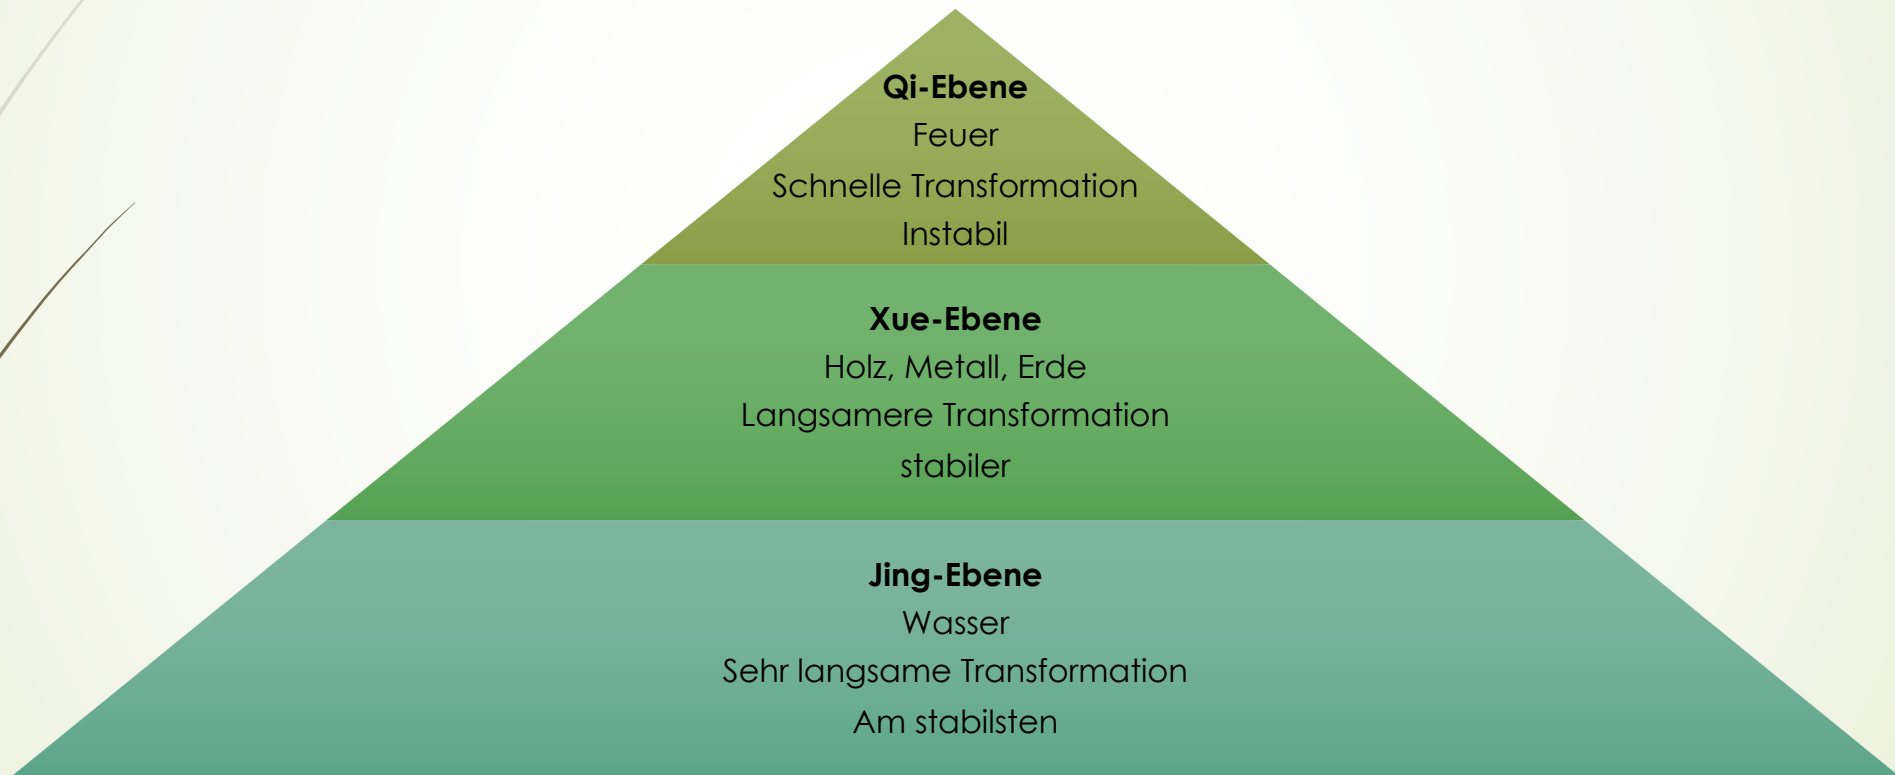 Qi-Ebene
Feuer
Schnelle Transformation
Instabil
Xue-Ebene
Holz, Metall, Erde
Langsamere Transformation
stabiler
Jing-Ebene
Wasser
Sehr langsame Transformation
Am stabilsten